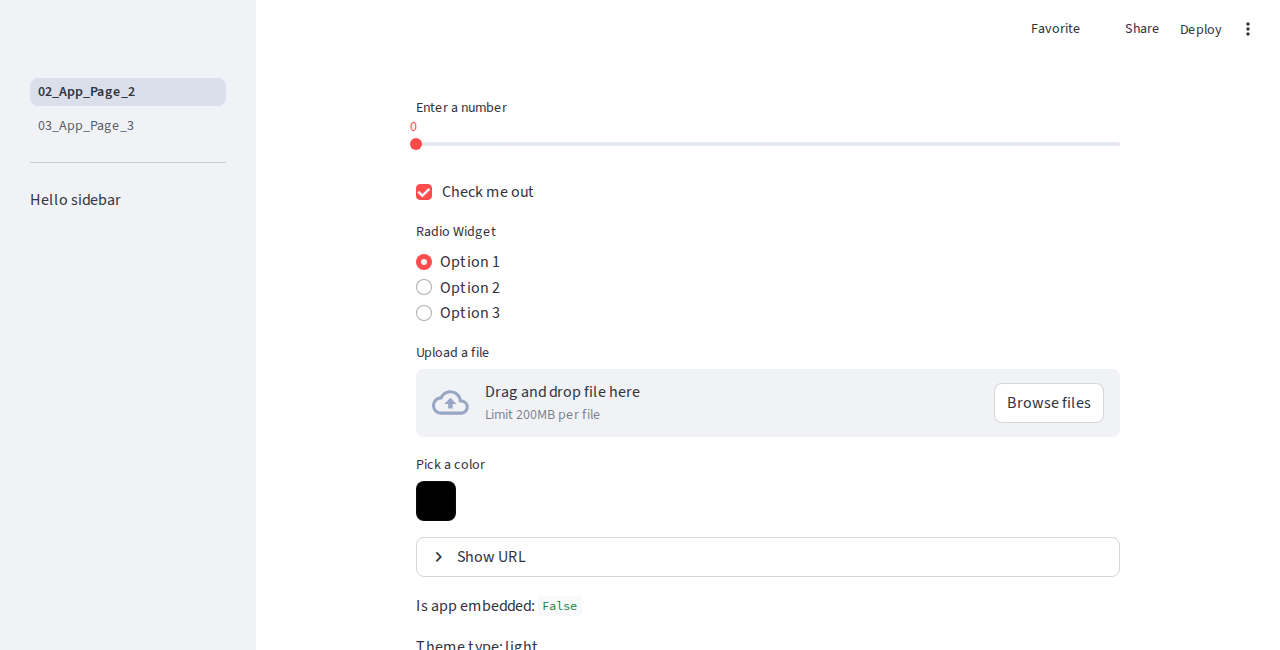 Favorite
Share
Deploy
02_App_Page_2
03_App_Page_3
Hello sidebar
Enter a number
0
Check me out
Radio Widget
Option 1
Option 2
Option 3
Upload a file
Drag and drop file here
Limit 200MB per file
Browse files
Pick a color
Show URL
Is app embedded: False
Theme type: light